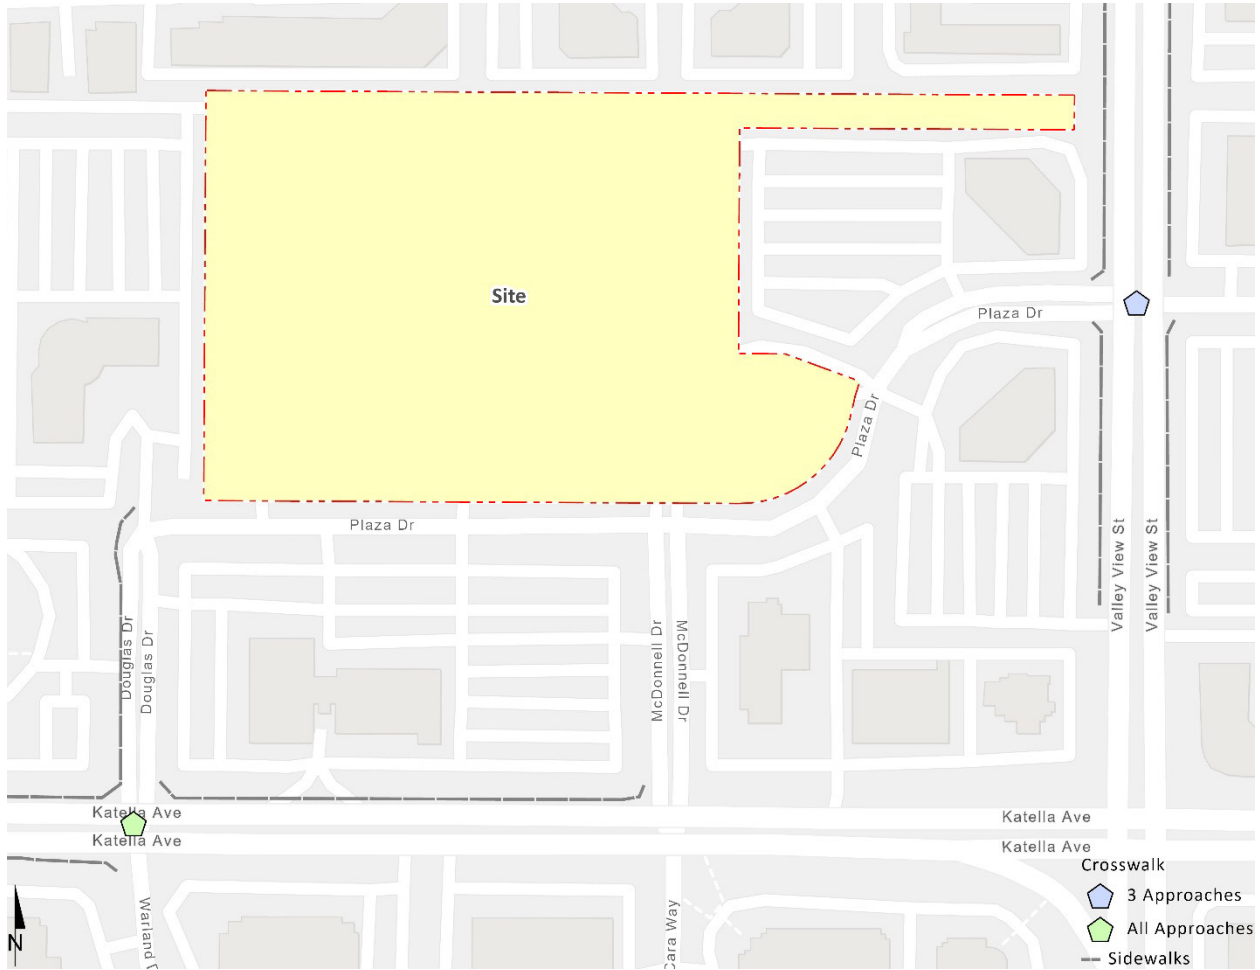 Site
Plaza Dr
Plaza Dr
Plaza Dr
Valley View St
Valley View St
Douglas Dr
Douglas Dr
McDonnell Dr
McDonnell Dr
Katella Ave
Katella Ave
Katella Ave
Katella Ave
Warland D
Cara Way
N
Crosswalk
3 Approaches
All Approaches
Sidewalks